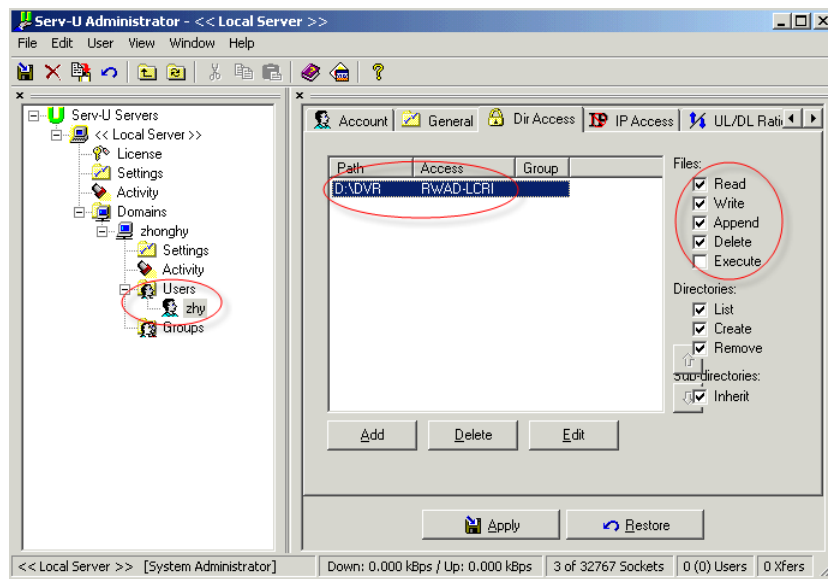 Serv-U Administrator - << Local Server >>
File Edit User View Window Help
Serv-U Servers
<< Local Server >>
License
Settings
Activity
Domains
zhonghy
Settings
Activity
Users
zhy
Groups
Account General Dir Access IP Access UL/DL Rati
Path Access Group
D:\DVR RWAD-LCRI
Files:
Read
Write
Append
Delete
Execute
Directories:
List
Create
Remove
Sub-directories:
Inherit
Add Delete Edit
Apply Restore
<< Local Server >> [System Administrator] Down: 0.000 kBps / Up: 0.000 kBps 3 of 32767 Sockets 0 (0) Users 0 Xfers